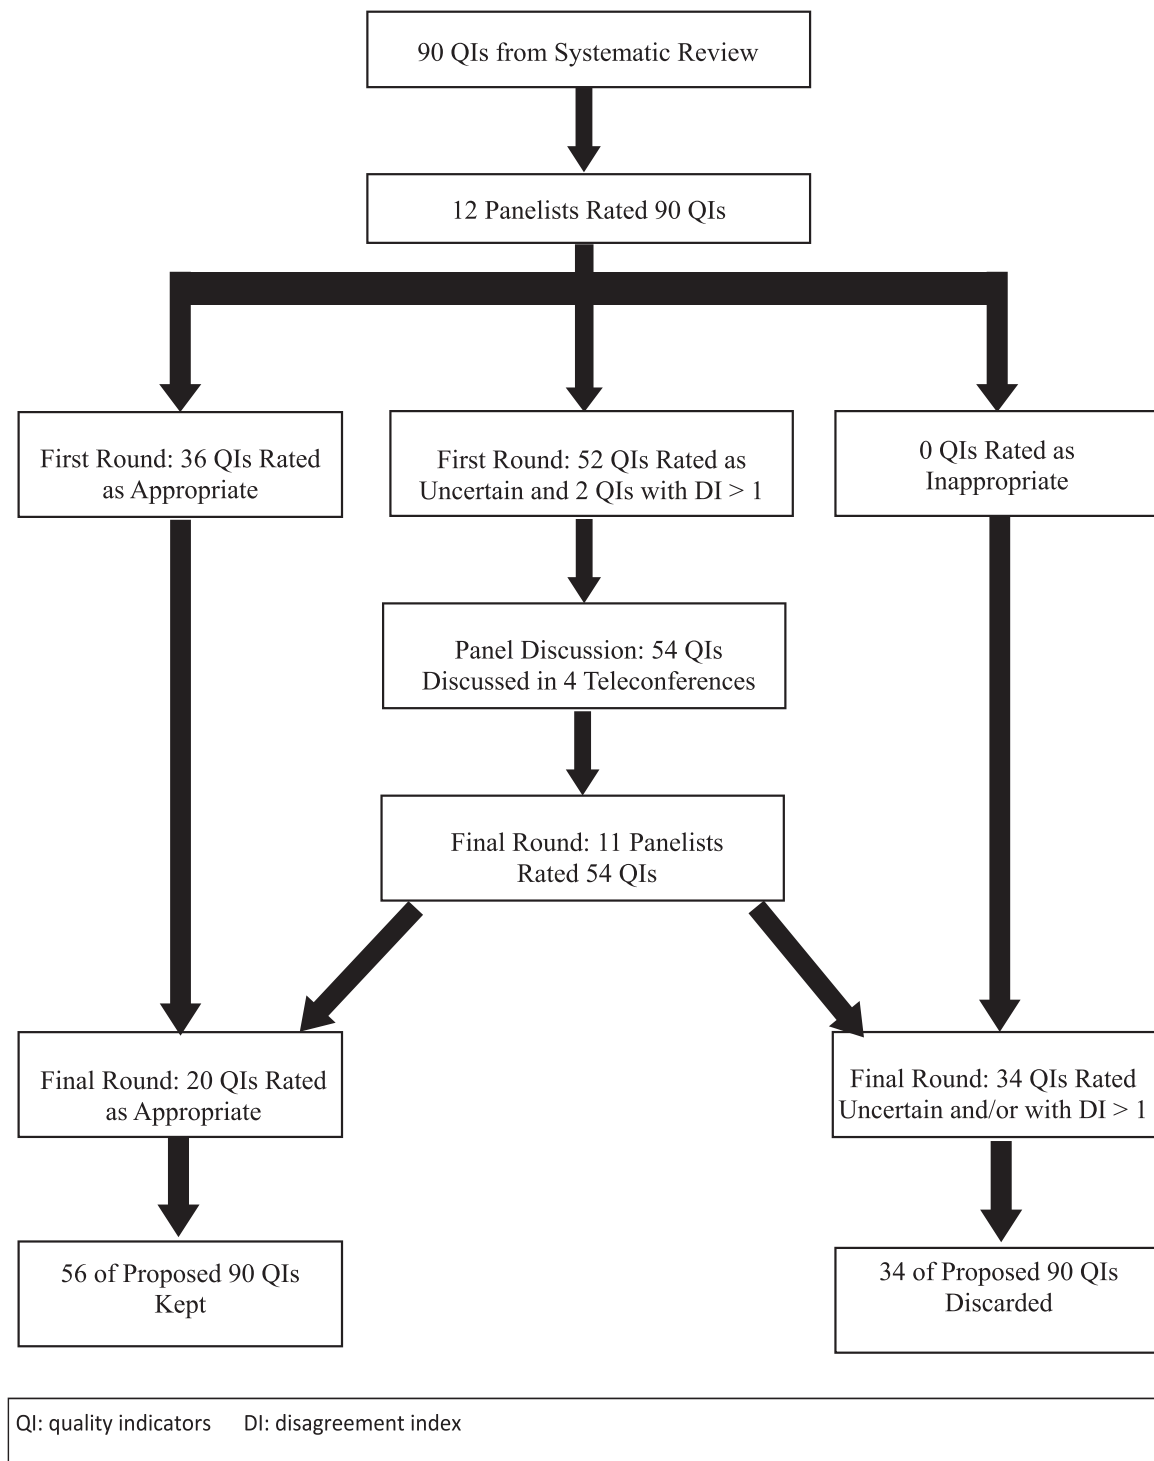 90 QIs from Systematic Review
12 Panelists Rated 90 QIs
First Round: 36 QIs Rated
as Appropriate
First Round: 52 QIs Rated as
Uncertain and 2 QIs with DI > 1
0 QIs Rated as
Inappropriate
Panel Discussion: 54 QIs
Discussed in 4 Teleconferences
Final Round: 11 Panelists
Rated 54 QIs
Final Round: 20 QIs Rated
as Appropriate
Final Round: 34 QIs Rated
Uncertain and/or with DI > 1
56 of Proposed 90 QIs
Kept
34 of Proposed 90 QIs
Discarded
QI: quality indicators DI: disagreement index